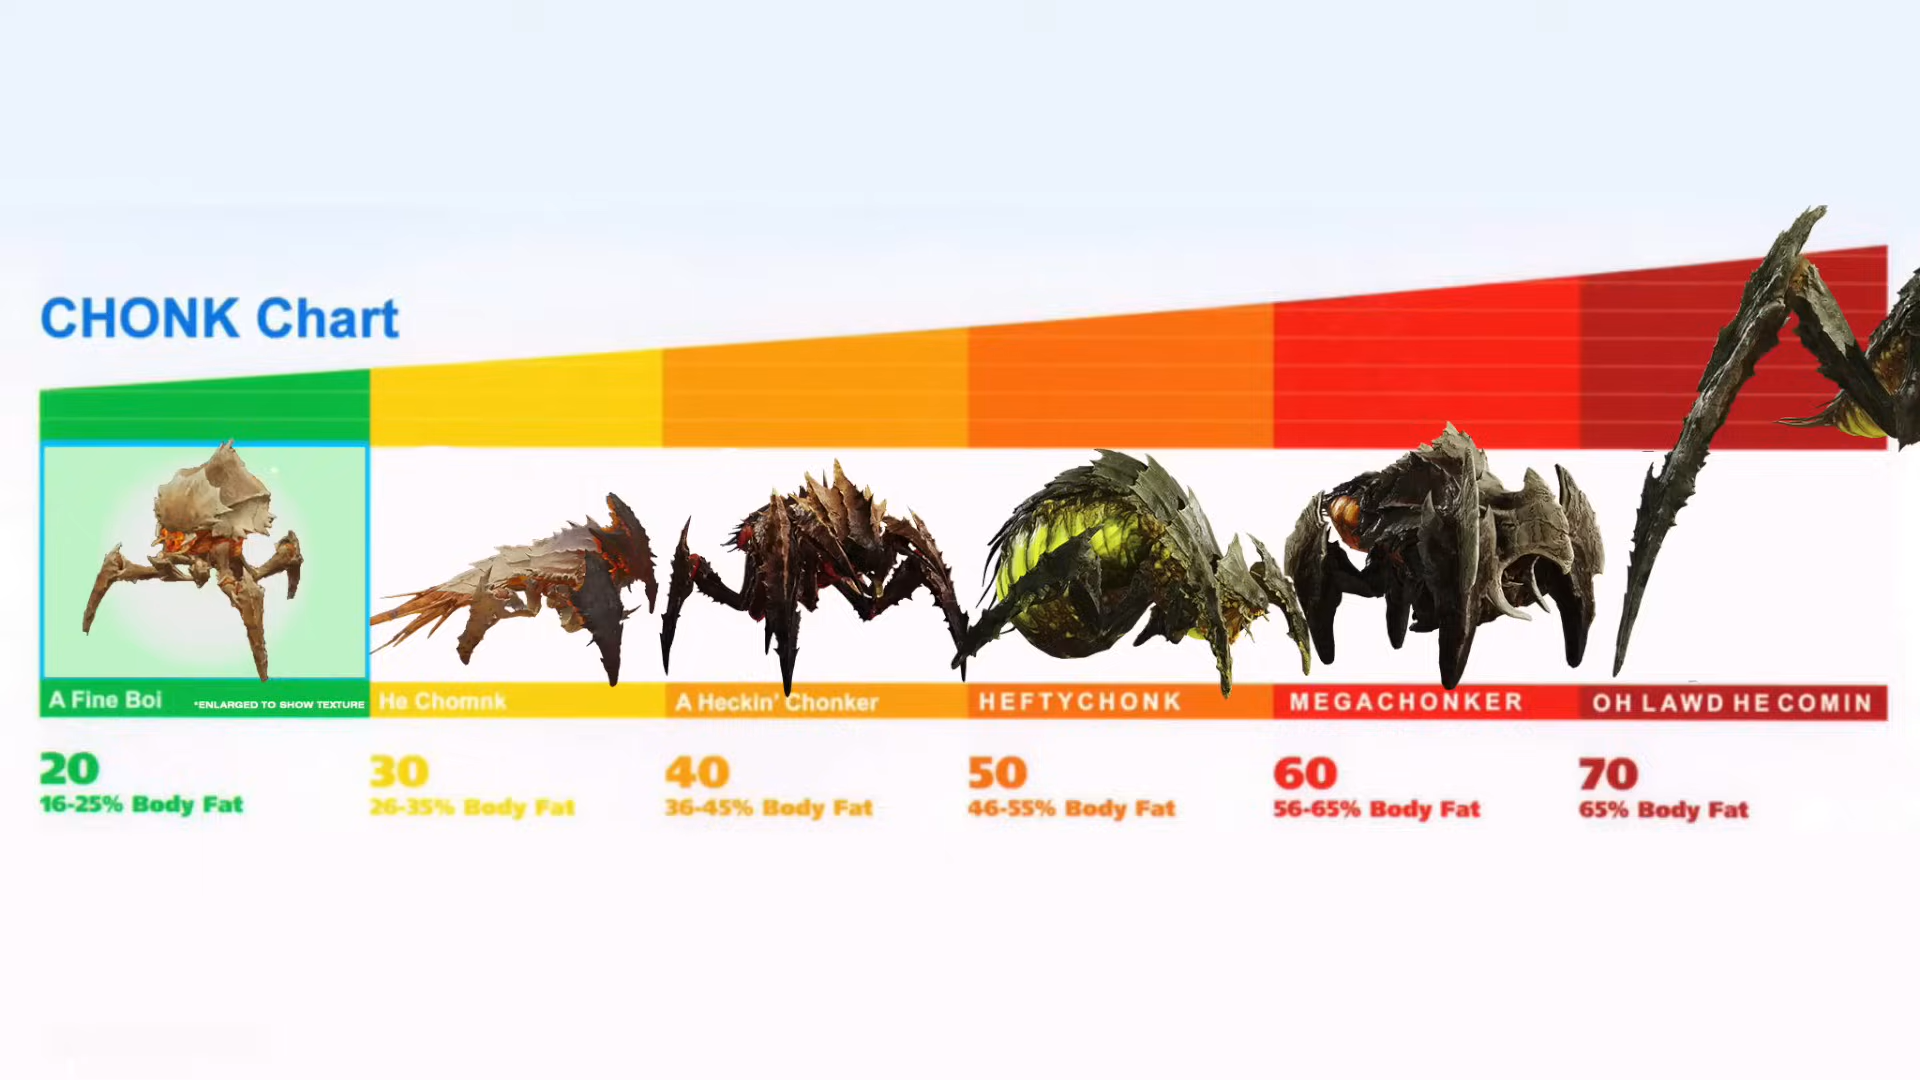 CHONK Chart
A Fine Boi
*ENLARGED TO SHOW TEXTURE
He Chomnk
A Heckin' Chonker
HEFTYCHONK
MEGACHONKER
OH LAWD HE COMIN
20
16-25% Body Fat
30
26-35% Body Fat
40
36-45% Body Fat
50
46-55% Body Fat
60
56-65% Body Fat
70
65% Body Fat